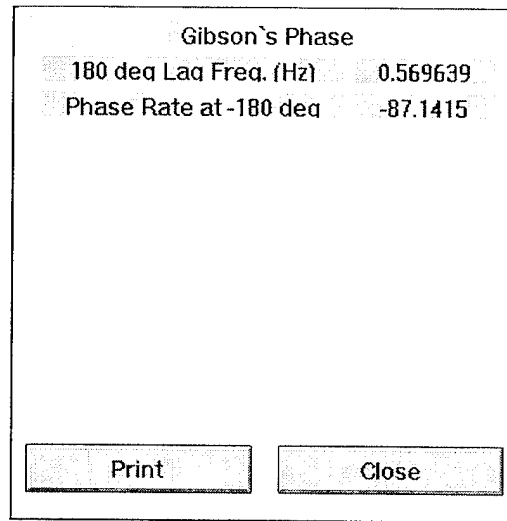 Gibson`s Phase
180 deg Lag Freq. (Hz) 0.569639
Phase Rate at -180 deg -87.1415
Print Close